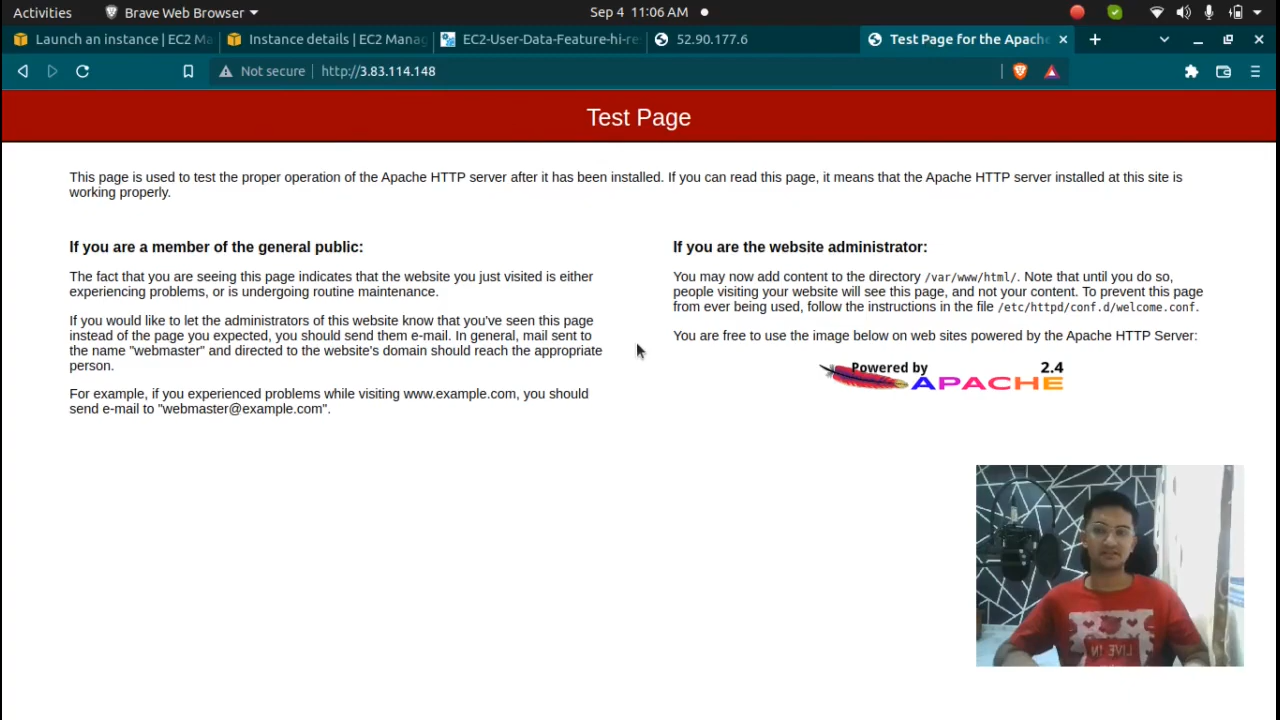 Activities Brave Web Browser Sep 4 11:06 AM
Launch an instance | EC2 Ma Instance details | EC2 Manag EC2-User-Data-Feature-hi-re 52.90.177.6 Test Page for the Apach
Not secure http://3.83.114.148
Test Page
This page is used to test the proper operation of the Apache HTTP server after it has been installed. If you can read this page, it means that the Apache HTTP server installed at this site is
working properly.
If you are a member of the general public:
The fact that you are seeing this page indicates that the website you just visited is either
experiencing problems, or is undergoing routine maintenance.
If you would like to let the administrators of this website know that you've seen this page
instead of the page you expected, you should send them e-mail. In general, mail sent to
the name "webmaster" and directed to the website's domain should reach the appropriate
person.
For example, if you experienced problems while visiting www.example.com, you should
send e-mail to "webmaster@example.com".
If you are the website administrator:
You may now add content to the directory /var/www/html/. Note that until you do so,
people visiting your website will see this page, and not your content. To prevent this page
from ever being used, follow the instructions in the file /etc/httpd/conf.d/welcome.conf.
You are free to use the image below on web sites powered by the Apache HTTP Server:
Powered by 2.4
APACHE
LIVE IN